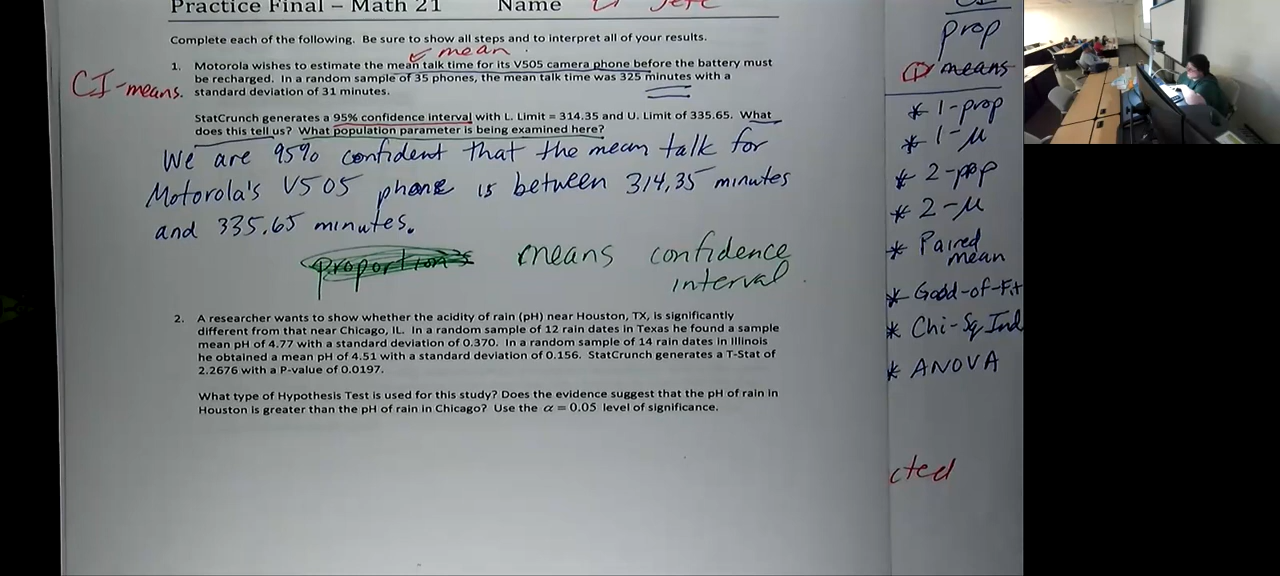 Practice Final – Math 21 Name
Complete each of the following. Be sure to show all steps and to interpret all of your results.
mean
1. Motorola wishes to estimate the mean talk time for its V505 camera phone before the battery must
be recharged. In a random sample of 35 phones, the mean talk time was 325 minutes with a
standard deviation of 31 minutes.
CI-means.
StatCrunch generates a 95% confidence interval with L. Limit = 314.35 and U. Limit of 335.65. What
does this tell us? What population parameter is being examined here?
We are 95% confident that the mean talk for
Motorola's V505 phone is between 314.35 minutes
and 335.65 minutes.
proportion's means confidence
interval.
2. A researcher wants to show whether the acidity of rain (pH) near Houston, TX, is significantly
different from that near Chicago, IL. In a random sample of 12 rain dates in Texas he found a sample
mean pH of 4.77 with a standard deviation of 0.370. In a random sample of 14 rain dates in Illinois
he obtained a mean pH of 4.51 with a standard deviation of 0.156. StatCrunch generates a T-Stat of
2.2676 with a P-value of 0.0197.
What type of Hypothesis Test is used for this study? Does the evidence suggest that the pH of rain in
Houston is greater than the pH of rain in Chicago? Use the α = 0.05 level of significance.
prop
① means
* 1-prop
* 1-μ
* 2-prop
* 2-μ
* Paired
mean
* Good-of-Fit
* Chi-Sq Ind
* ANOVA
cted